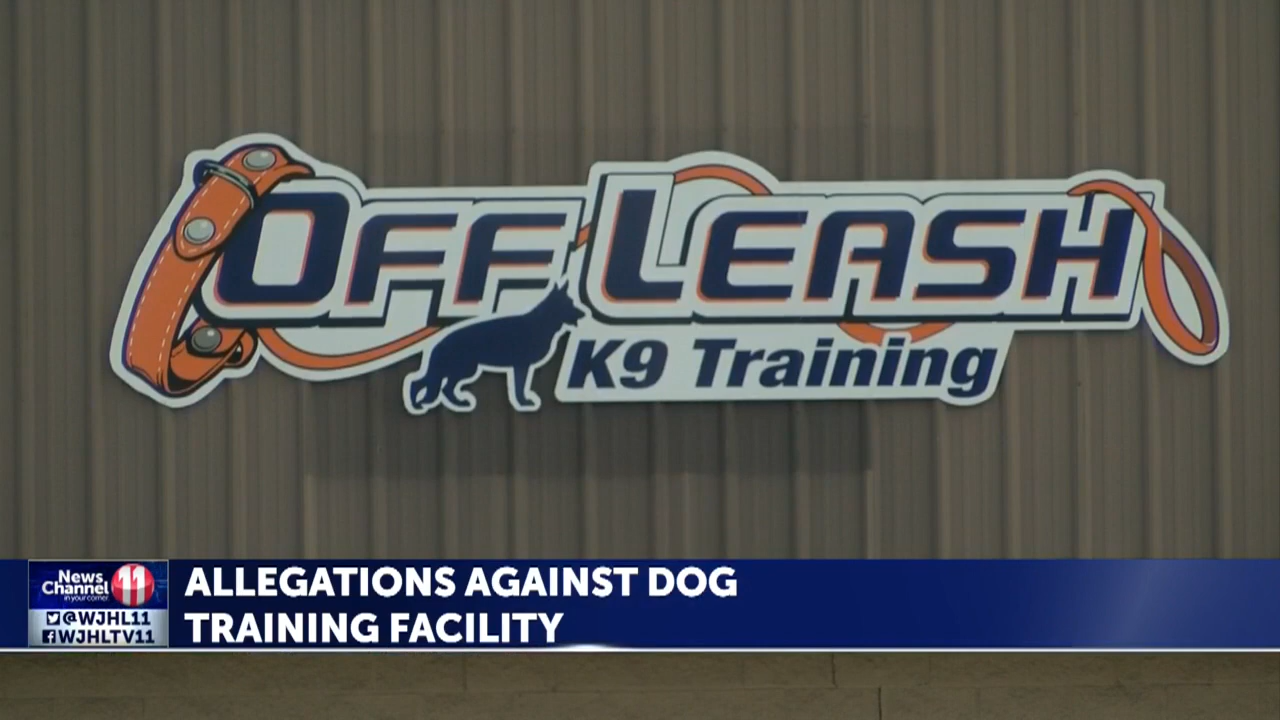 OFF LEASH
K9 Training
News
Channel 11
in your corner
@WJHL11
WJHLTV11
ALLEGATIONS AGAINST DOG
TRAINING FACILITY